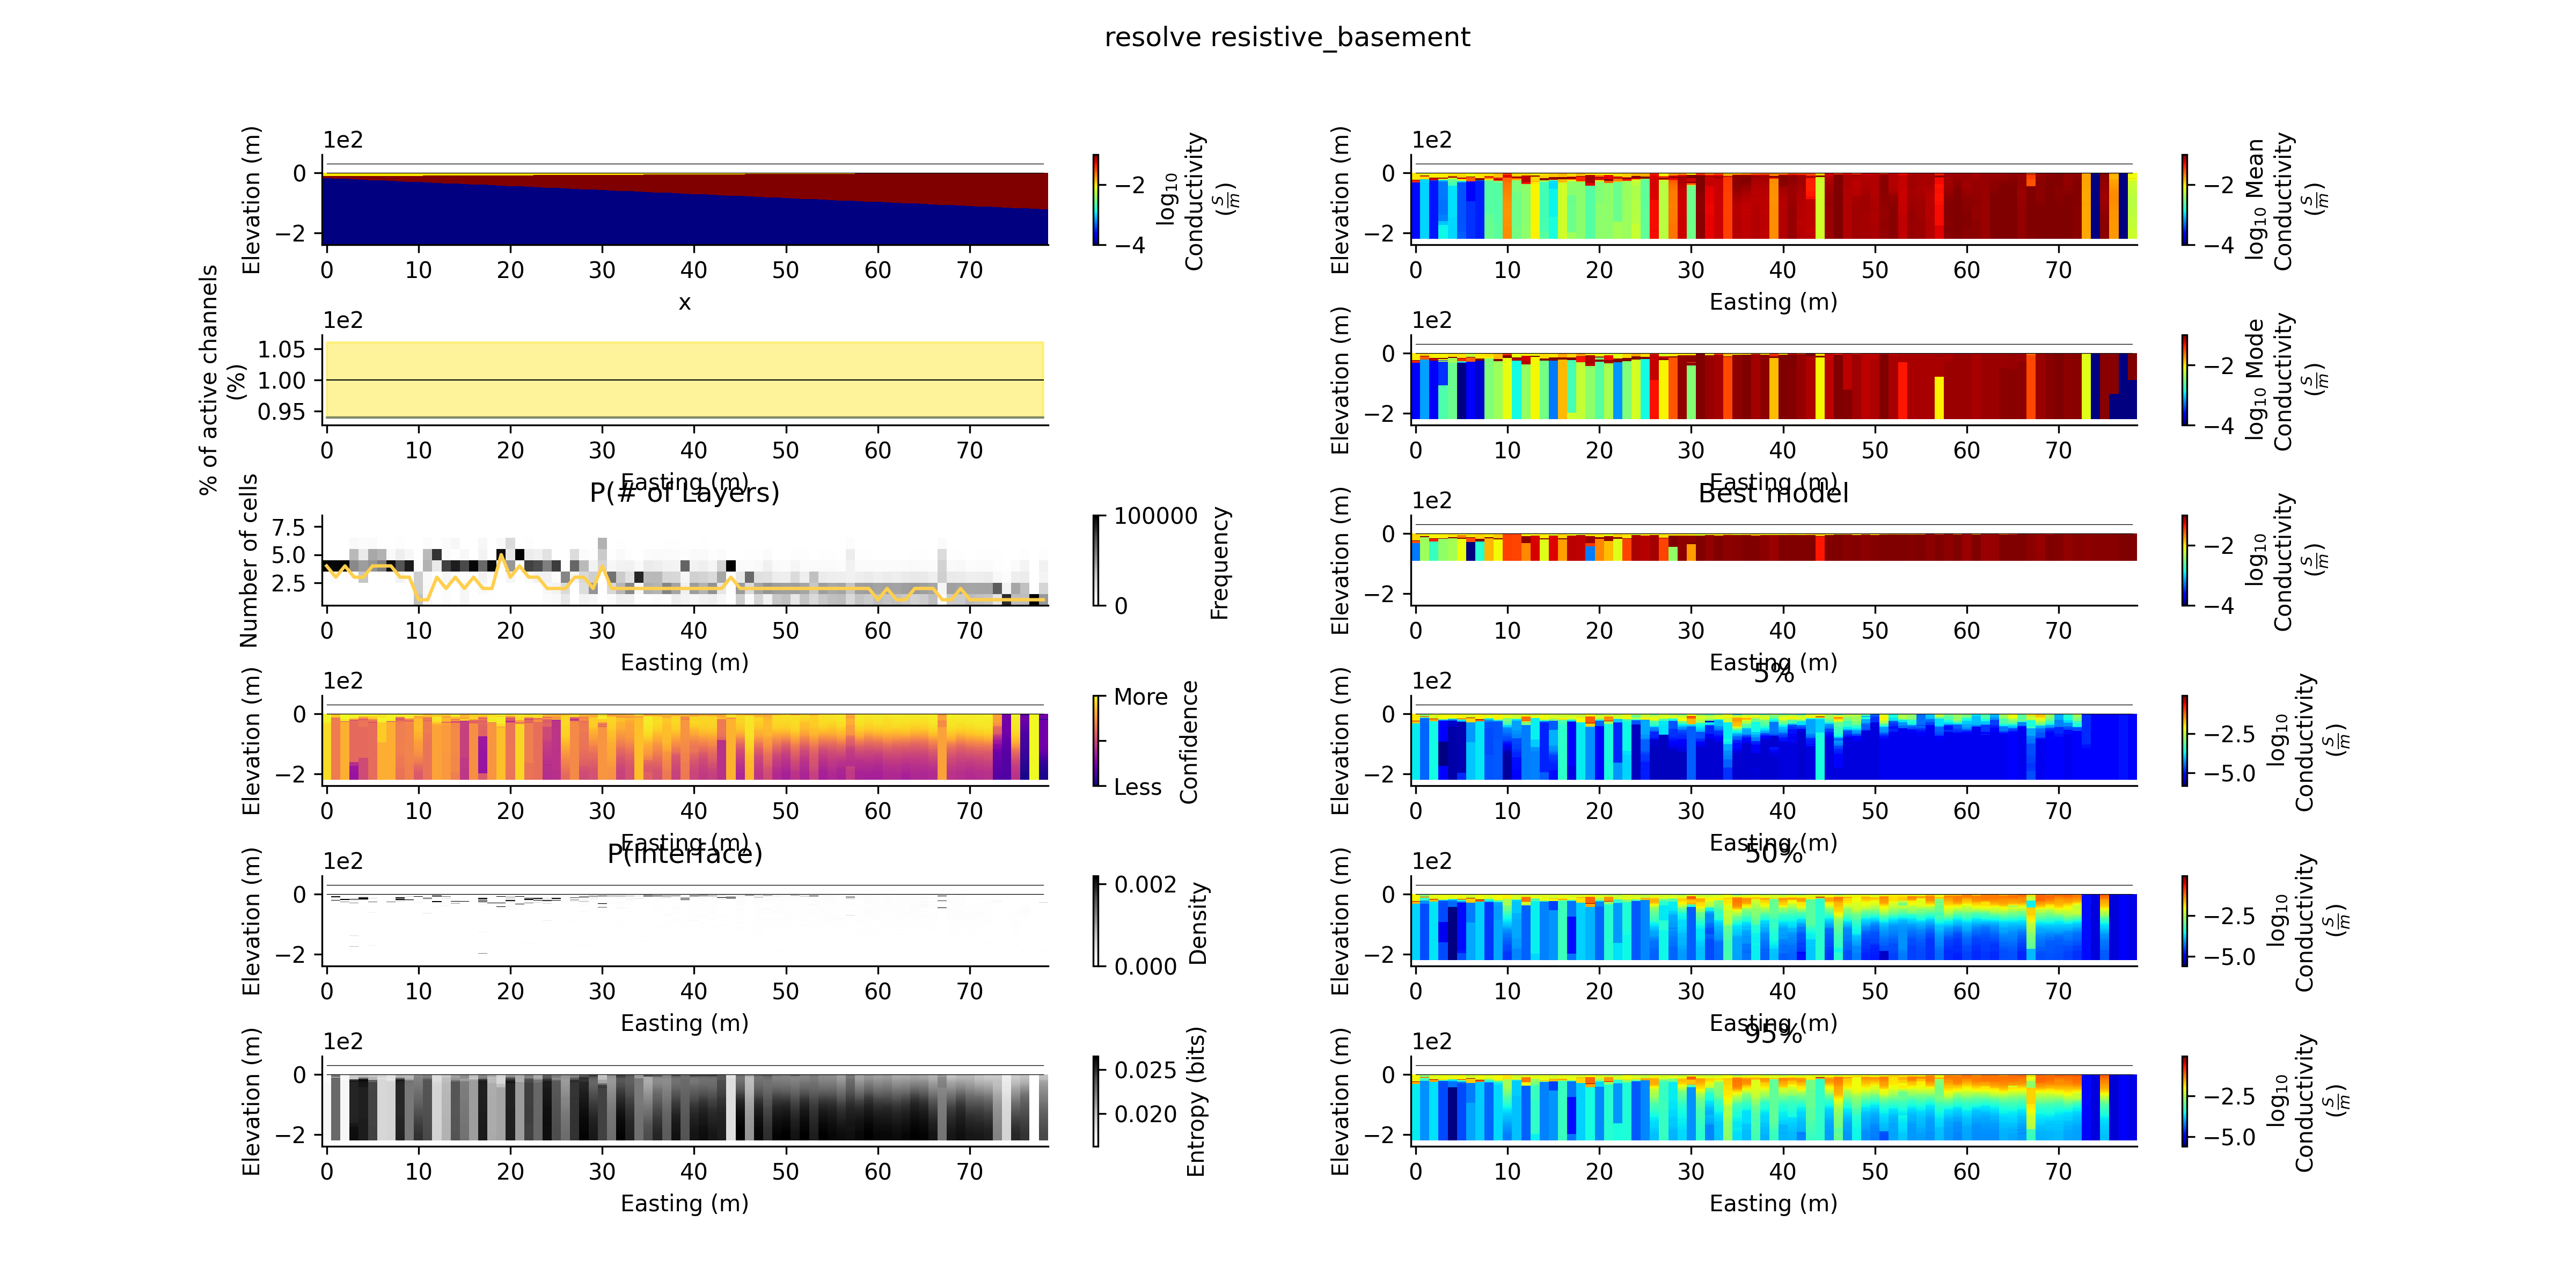 resolve resistive_basement
1e2
Elevation (m)
0
−2
0 10 20 30 40 50 60 70
x
−2
−4
log10
Conductivity
(S/m)
1e2
% of active channels
(%)
1.05
1.00
0.95
0 10 20 30 40 50 60 70
Easting (m)
P(# of Layers)
Number of cells
7.5
5.0
2.5
0 10 20 30 40 50 60 70
Easting (m)
100000
0
Frequency
1e2
Elevation (m)
0
−2
0 10 20 30 40 50 60 70
Easting (m)
More
Less
Confidence
P(Interface)
1e2
Elevation (m)
0
−2
0 10 20 30 40 50 60 70
Easting (m)
0.002
0.000
Density
1e2
Elevation (m)
0
−2
0 10 20 30 40 50 60 70
Easting (m)
0.025
0.020
Entropy (bits)
1e2
Elevation (m)
0
−2
0 10 20 30 40 50 60 70
Easting (m)
−2
−4
log10 Mean
Conductivity
(S/m)
1e2
Elevation (m)
0
−2
0 10 20 30 40 50 60 70
Easting (m)
−2
−4
log10 Mode
Conductivity
(S/m)
Best model
1e2
Elevation (m)
0
−2
0 10 20 30 40 50 60 70
Easting (m)
−2
−4
log10
Conductivity
(S/m)
5%
1e2
Elevation (m)
0
−2
0 10 20 30 40 50 60 70
Easting (m)
−2.5
−5.0
log10
Conductivity
(S/m)
50%
1e2
Elevation (m)
0
−2
0 10 20 30 40 50 60 70
Easting (m)
−2.5
−5.0
log10
Conductivity
(S/m)
95%
1e2
Elevation (m)
0
−2
0 10 20 30 40 50 60 70
Easting (m)
−2.5
−5.0
log10
Conductivity
(S/m)